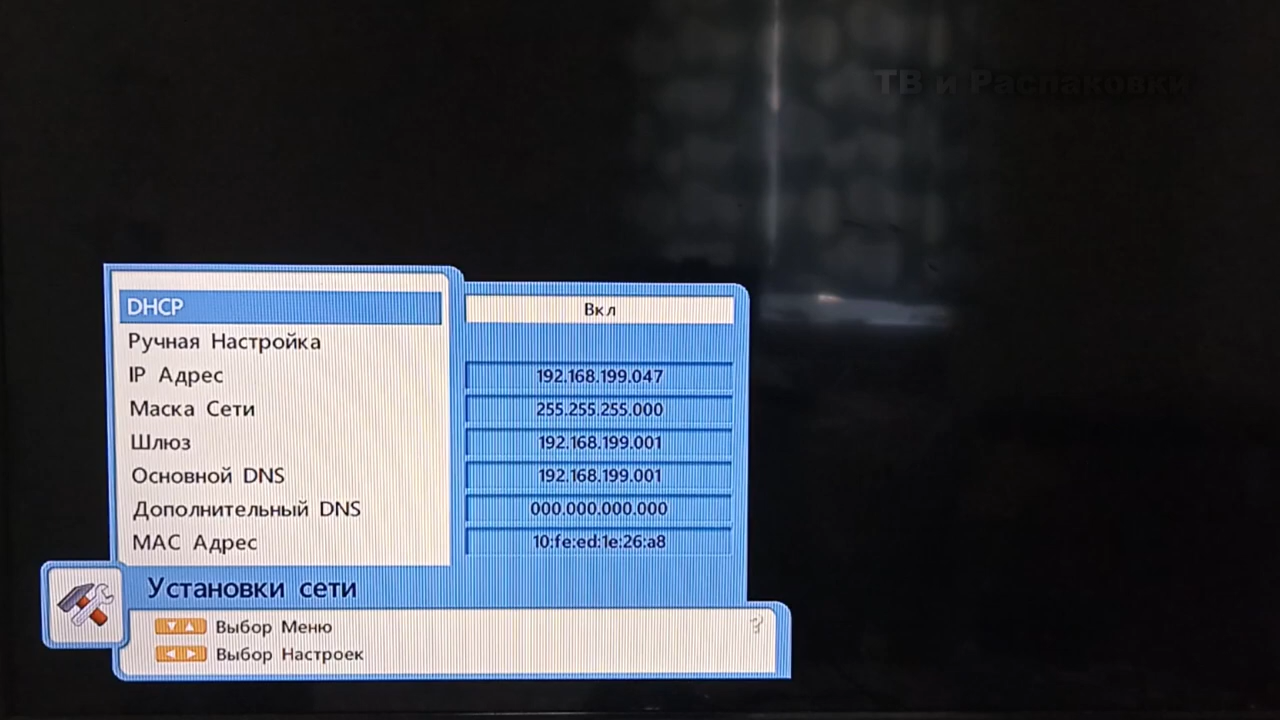 ТВ и Распаковки
DHCP Вкл
Ручная Настройка
IP Адрес 192.168.199.047
Маска Сети 255.255.255.000
Шлюз 192.168.199.001
Основной DNS 192.168.199.001
Дополнительный DNS 000.000.000.000
MAC Адрес 10:fe:ed:1e:26:a8
Установки сети
Выбор Меню ?
Выбор Настроек